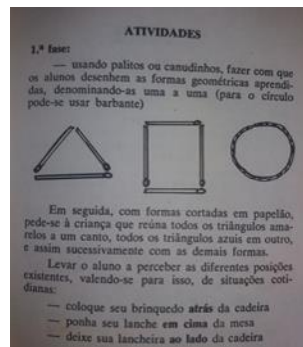 ATIVIDADES
1.ª fase:
— usando palitos ou canudinhos, fazer com que
os alunos desenhem as formas geométricas aprendi-
das, denominando-as uma a uma (para o círculo
pode-se usar barbante)
Em seguida, com formas cortadas em papelão,
pede-se à criança que reúna todos os triângulos ama-
relos a um canto, todos os triângulos azuis em outro,
e assim sucessivamente com as demais formas.
Levar o aluno a perceber as diferentes posições
existentes, valendo-se para isso, de situações coti-
dianas:
— coloque seu brinquedo atrás da cadeira
— ponha seu lanche em cima da mesa
— deixe sua lancheira ao lado da cadeira